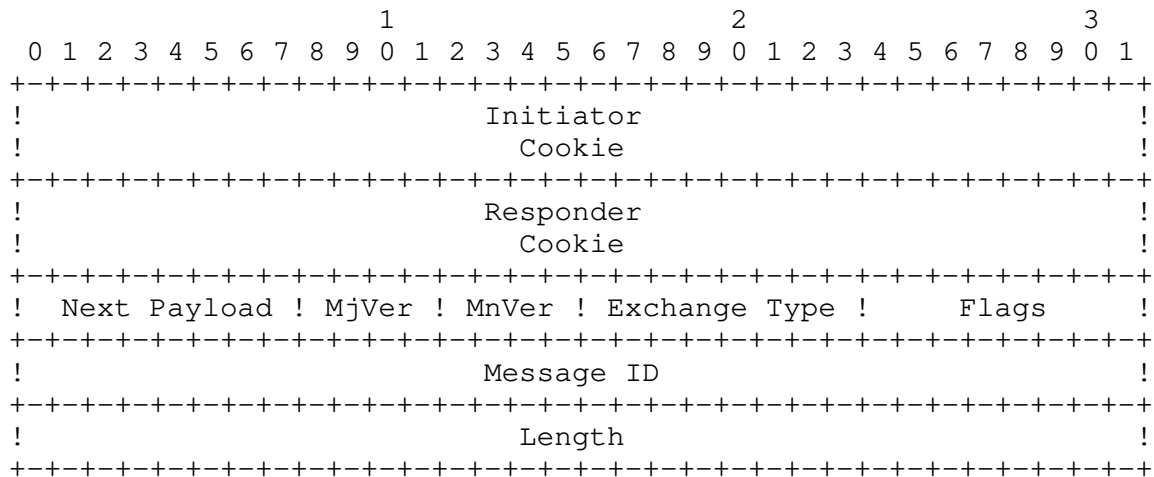 1                   2                   3
 0 1 2 3 4 5 6 7 8 9 0 1 2 3 4 5 6 7 8 9 0 1 2 3 4 5 6 7 8 9 0 1
+-+-+-+-+-+-+-+-+-+-+-+-+-+-+-+-+-+-+-+-+-+-+-+-+-+-+-+-+-+-+-+-+
!                          Initiator                            !
!                            Cookie                             !
+-+-+-+-+-+-+-+-+-+-+-+-+-+-+-+-+-+-+-+-+-+-+-+-+-+-+-+-+-+-+-+-+
!                          Responder                            !
!                            Cookie                             !
+-+-+-+-+-+-+-+-+-+-+-+-+-+-+-+-+-+-+-+-+-+-+-+-+-+-+-+-+-+-+-+-+
!  Next Payload ! MjVer ! MnVer ! Exchange Type !     Flags     !
+-+-+-+-+-+-+-+-+-+-+-+-+-+-+-+-+-+-+-+-+-+-+-+-+-+-+-+-+-+-+-+-+
!                          Message ID                           !
+-+-+-+-+-+-+-+-+-+-+-+-+-+-+-+-+-+-+-+-+-+-+-+-+-+-+-+-+-+-+-+-+
!                            Length                             !
+-+-+-+-+-+-+-+-+-+-+-+-+-+-+-+-+-+-+-+-+-+-+-+-+-+-+-+-+-+-+-+-+